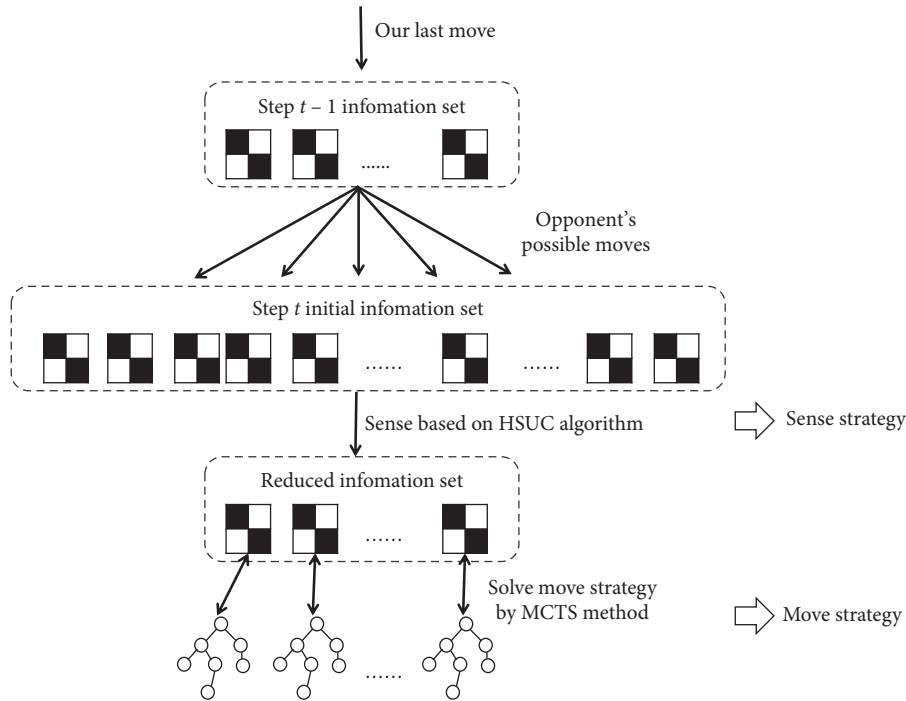 Our last move
Step t – 1 infomation set
......
Opponent's
possible moves
Step t initial infomation set
...... ......
Sense based on HSUC algorithm
Sense strategy
Reduced infomation set
......
Solve move strategy
by MCTS method
Move strategy
......